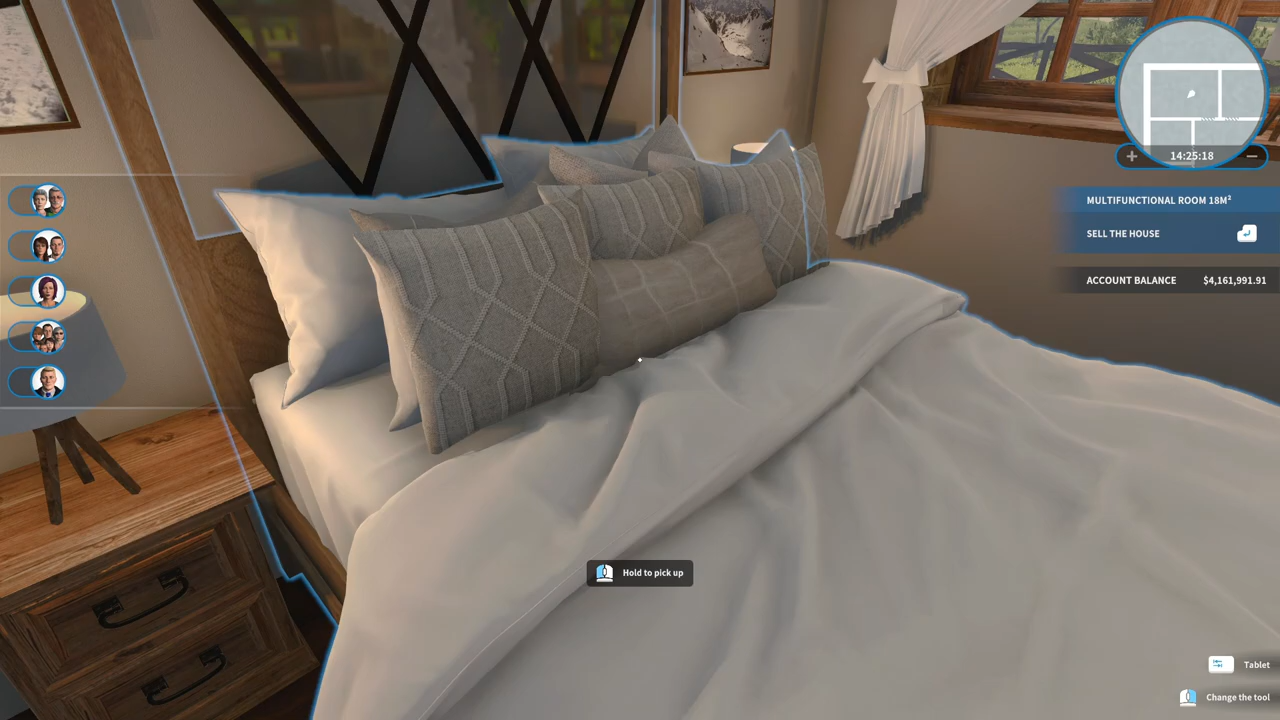 14:25:18
MULTIFUNCTIONAL ROOM 18M²
SELL THE HOUSE
ACCOUNT BALANCE $4,161,991.91
Hold to pick up
Tablet
Change the tool